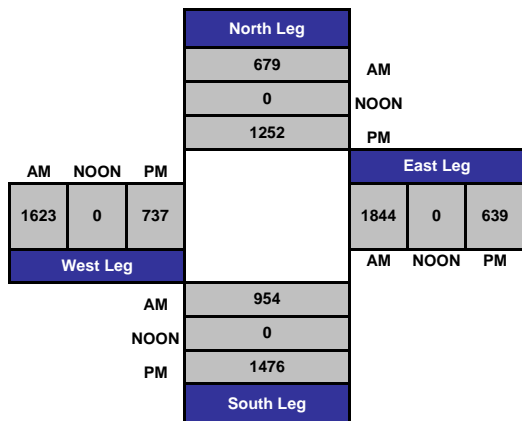 North Leg
679 AM
0 NOON
1252 PM
AM NOON PM
East Leg
1623 0 737
1844 0 639
West Leg
AM NOON PM
AM 954
NOON 0
PM 1476
South Leg